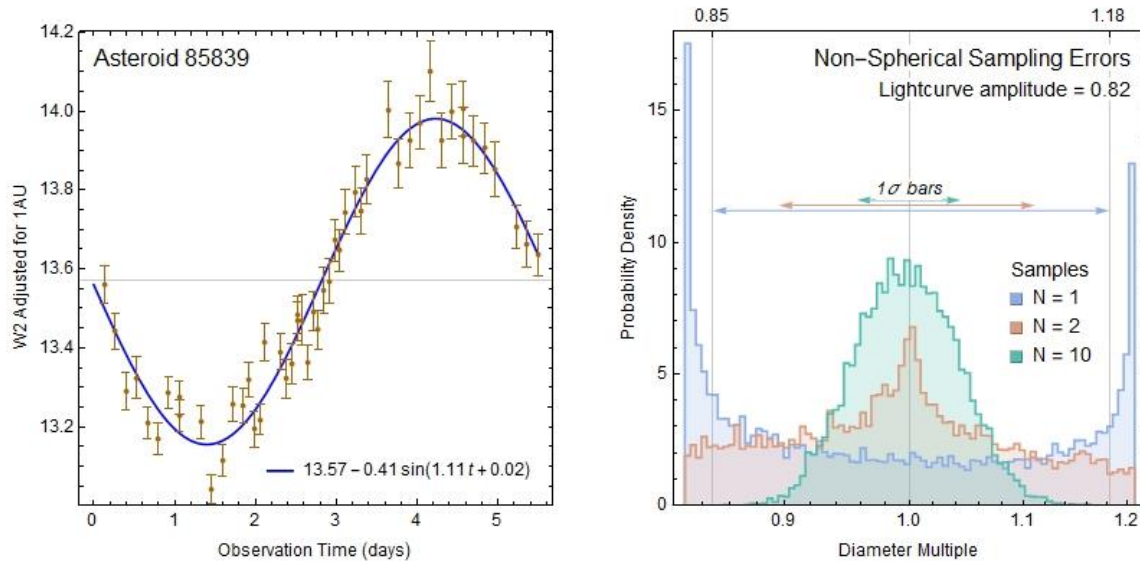 Asteroid 85839
W2 Adjusted for 1AU
14.2
14.0
13.8
13.6
13.4
13.2
13.57 − 0.41 sin(1.11 t + 0.02)
0 1 2 3 4 5
Observation Time (days)
0.85 1.18
Non−Spherical Sampling Errors
Lightcurve amplitude = 0.82
Probability Density
15
10
5
0
1 σ bars
Samples
N = 1
N = 2
N = 10
0.9 1.0 1.1 1.2
Diameter Multiple